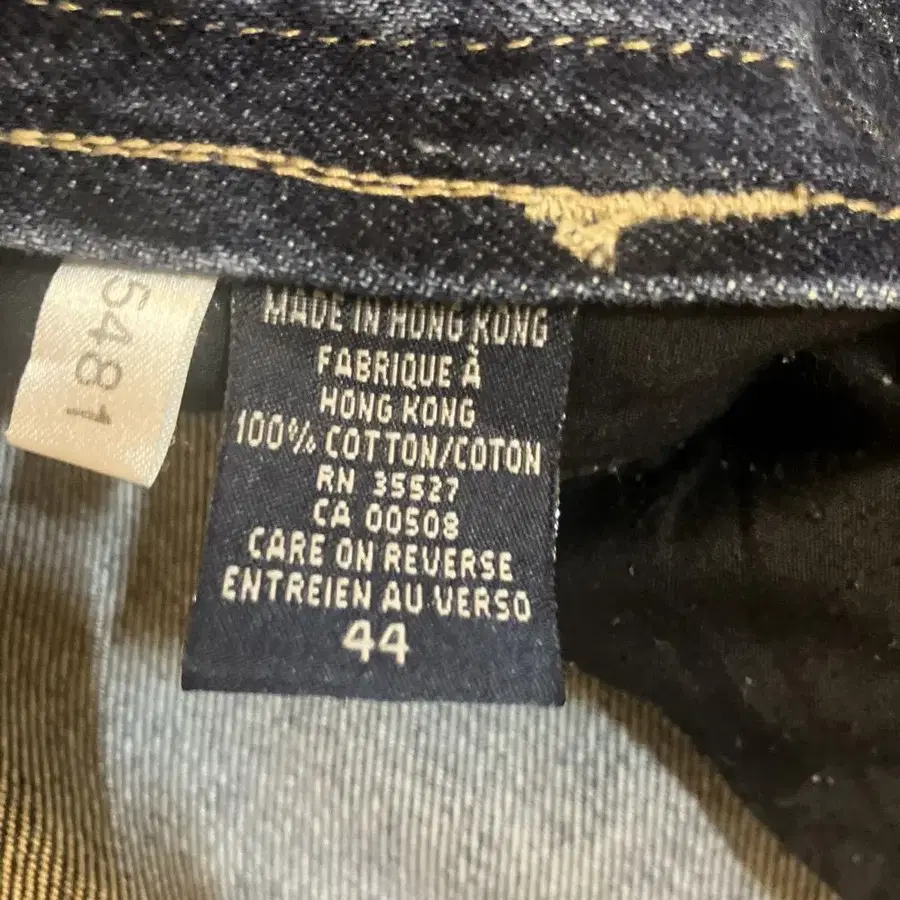 5481
MADE IN HONG KONG
FABRIQUE À
HONG KONG
100% COTTON/COTON
RN 35527
CA 00508
CARE ON REVERSE
ENTREIEN AU VERSO
44